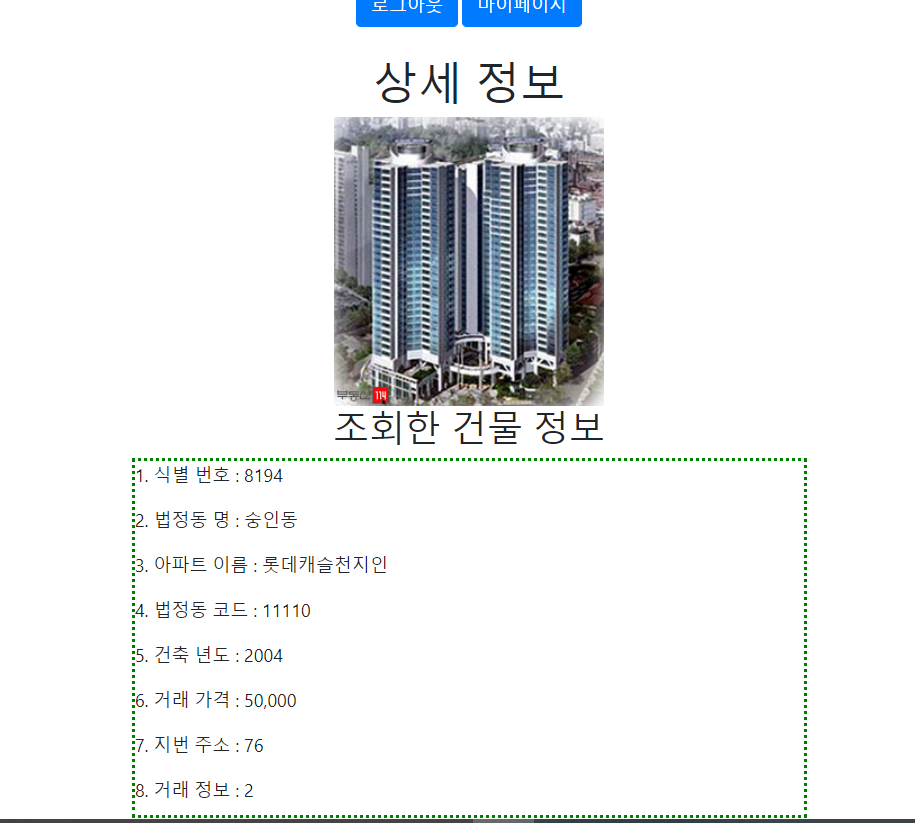 로그아웃 마이페이지
상세 정보
부동산 114
조회한 건물 정보
1. 식별 번호 : 8194
2. 법정동 명 : 숭인동
3. 아파트 이름 : 롯데캐슬천지인
4. 법정동 코드 : 11110
5. 건축 년도 : 2004
6. 거래 가격 : 50,000
7. 지번 주소 : 76
8. 거래 정보 : 2